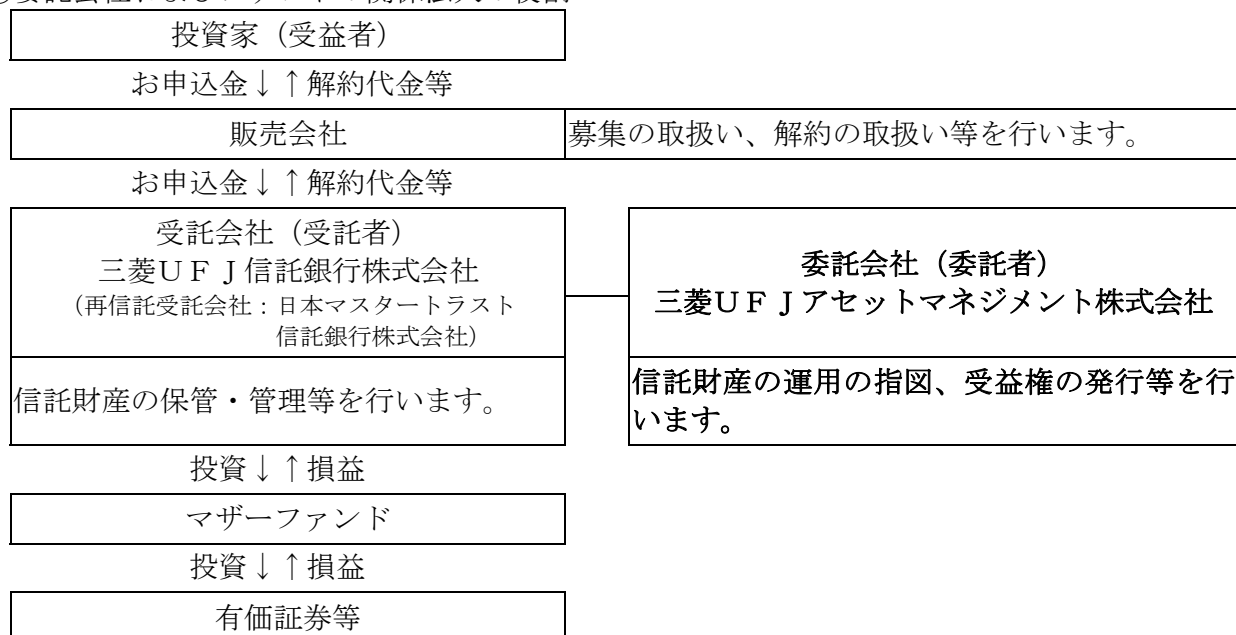 投資家（受益者）
お申込金↓↑解約代金等
販売会社
募集の取扱い、解約の取扱い等を行います。
お申込金↓↑解約代金等
受託会社（受託者）
三菱ＵＦＪ信託銀行株式会社
（再信託受託会社：日本マスタートラスト
信託銀行株式会社）
信託財産の保管・管理等を行います。
委託会社（委託者）
三菱ＵＦＪアセットマネジメント株式会社
信託財産の運用の指図、受益権の発行等を行
います。
投資↓↑損益
マザーファンド
投資↓↑損益
有価証券等